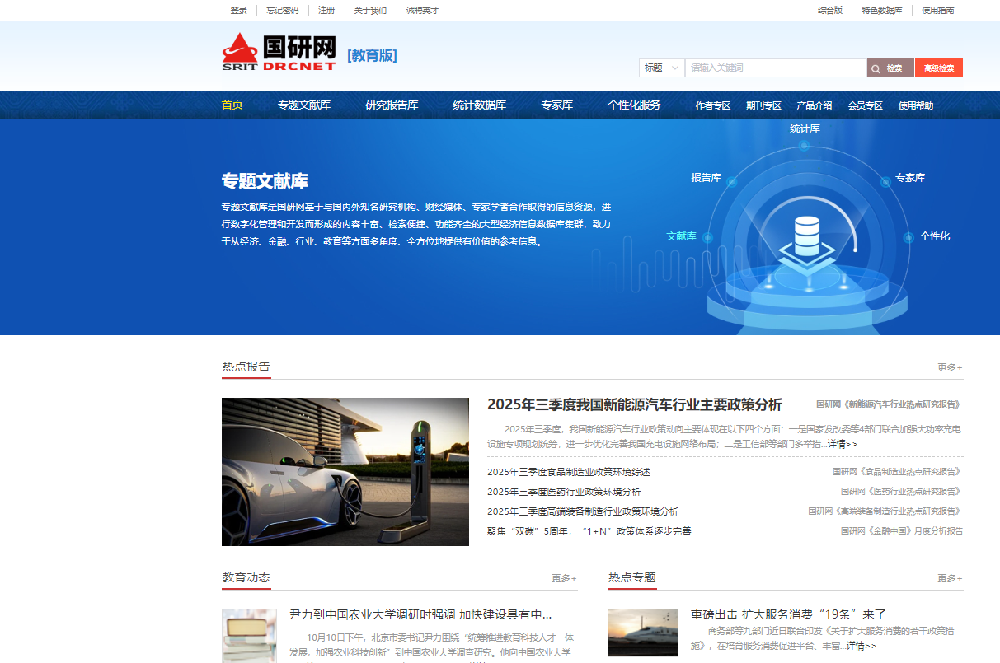 登录 忘记密码 注册 关于我们 诚聘英才 综合版 特色数据库 使用指南
国研网
SRIT DRCNET
[教育版]
标题 请输入关键词 检索 高级检索
首页 专题文献库 研究报告库 统计数据库 专家库 个性化服务 作者专区 期刊专区 产品介绍 会员专区 使用帮助
统计库
报告库 专家库
文献库 个性化
专题文献库
专题文献库是国研网基于与国内外知名研究机构、财经媒体、专家学者合作取得的信息资源，进
行数字化管理和开发而形成的内容丰富、检索便捷、功能齐全的大型经济信息数据库集群，致力
于从经济、金融、行业、教育等方面多角度、全方位地提供有价值的参考信息。
热点报告 更多+
2025年三季度我国新能源汽车行业主要政策分析 国研网《新能源汽车行业热点研究报告》
2025年三季度，我国新能源汽车行业政策动向主要体现在以下四个方面：一是国家发改委等4部门联合加强大功率充电
设施专项规划统筹，进一步优化完善我国充电设施网络布局；二是工信部等部门多举措...详情>>
2025年三季度食品制造业政策环境综述 国研网《食品制造业热点研究报告》
2025年三季度医药行业政策环境分析 国研网《医药行业热点研究报告》
2025年三季度高端装备制造行业政策环境分析 国研网《高端装备制造行业热点研究报告》
聚焦“双碳”5周年，“1+N”政策体系逐步完善 国研网《金融中国》月度分析报告
教育动态 更多+
尹力到中国农业大学调研时强调 加快建设具有中...
10月10日下午，北京市委书记尹力围绕“统筹推进教育科技人才一体
发展，加强农业科技创新”到中国农业大学调查研究。他向中国农业大学
热点专题 更多+
重磅出击 扩大服务消费“19条”来了
商务部等九部门近日联合印发《关于扩大服务消费的若干政策措
施》，在培育服务消费促进平台、丰富...详情>>